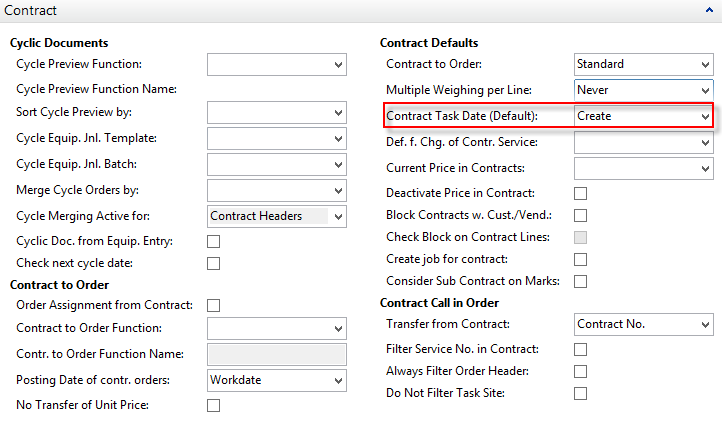 Contract
Cyclic Documents
Cycle Preview Function:
Cycle Preview Function Name:
Sort Cycle Preview by:
Cycle Equip. Jnl. Template:
Cycle Equip. Jnl. Batch:
Merge Cycle Orders by:
Cycle Merging Active for: Contract Headers
Cyclic Doc. from Equip. Entry:
Check next cycle date:
Contract to Order
Order Assignment from Contract:
Contract to Order Function:
Contr. to Order Function Name:
Posting Date of contr. orders: Workdate
No Transfer of Unit Price:
Contract Defaults
Contract to Order: Standard
Multiple Weighing per Line: Never
Contract Task Date (Default): Create
Def. f. Chg. of Contr. Service:
Current Price in Contracts:
Deactivate Price in Contract:
Block Contracts w. Cust./Vend.:
Check Block on Contract Lines:
Create job for contract:
Consider Sub Contract on Marks:
Contract Call in Order
Transfer from Contract: Contract No.
Filter Service No. in Contract:
Always Filter Order Header:
Do Not Filter Task Site: